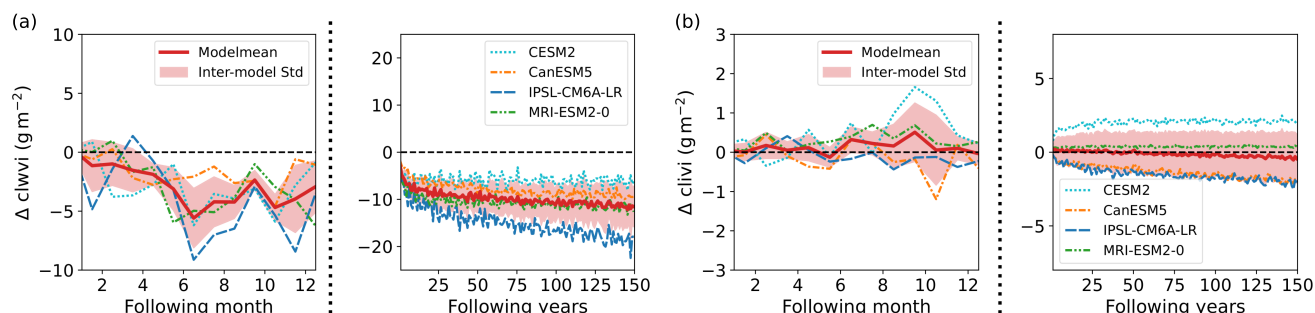 (a)
Δ clwvi (g m⁻²)
10
5
0
−5
−10
2
4
6
8
10
12
Following month
Modelmean
Inter-model Std
20
10
0
−10
−20
25
50
75
100
125
150
Following years
CESM2
CanESM5
IPSL-CM6A-LR
MRI-ESM2-0
(b)
Δ clivi (g m⁻²)
3
2
1
0
−1
−2
−3
2
4
6
8
10
12
Following month
Modelmean
Inter-model Std
5
0
−5
25
50
75
100
125
150
Following years
CESM2
CanESM5
IPSL-CM6A-LR
MRI-ESM2-0